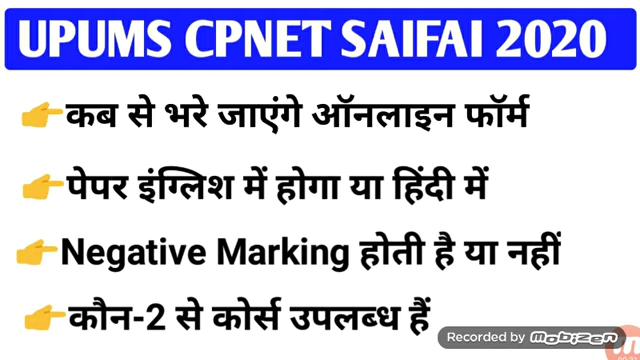 UPUMS CPNET SAIFAI 2020
👉कब से भरे जाएंगे ऑनलाइन फॉर्म
👉पेपर इंग्लिश में होगा या हिंदी में
👉Negative Marking होती है या नहीं
👉कौन-2 से कोर्स उपलब्ध हैं
Recorded by mobizen